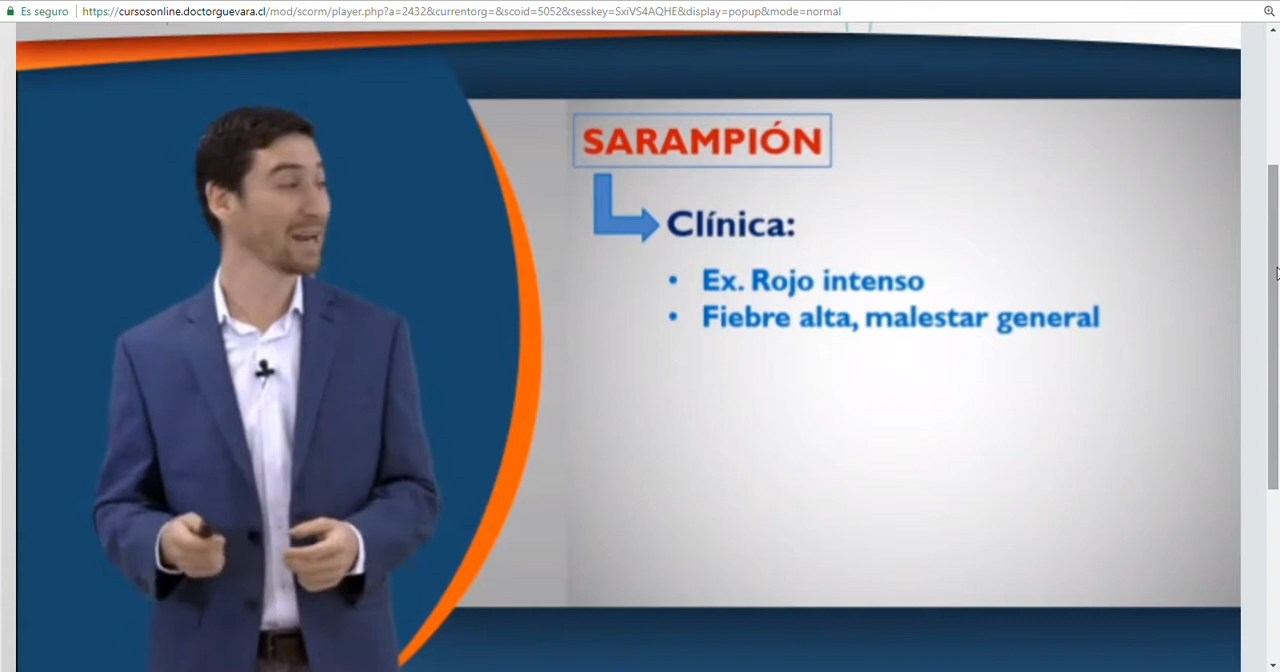 Es seguro
https://cursosonline.doctorguevara.cl/mod/scorm/player.php?a=2432&currentorg=&scoid=5052&sesskey=SxiVS4AQHE&display=popup&mode=normal
SARAMPIÓN
Clínica:
• Ex. Rojo intenso
• Fiebre alta, malestar general